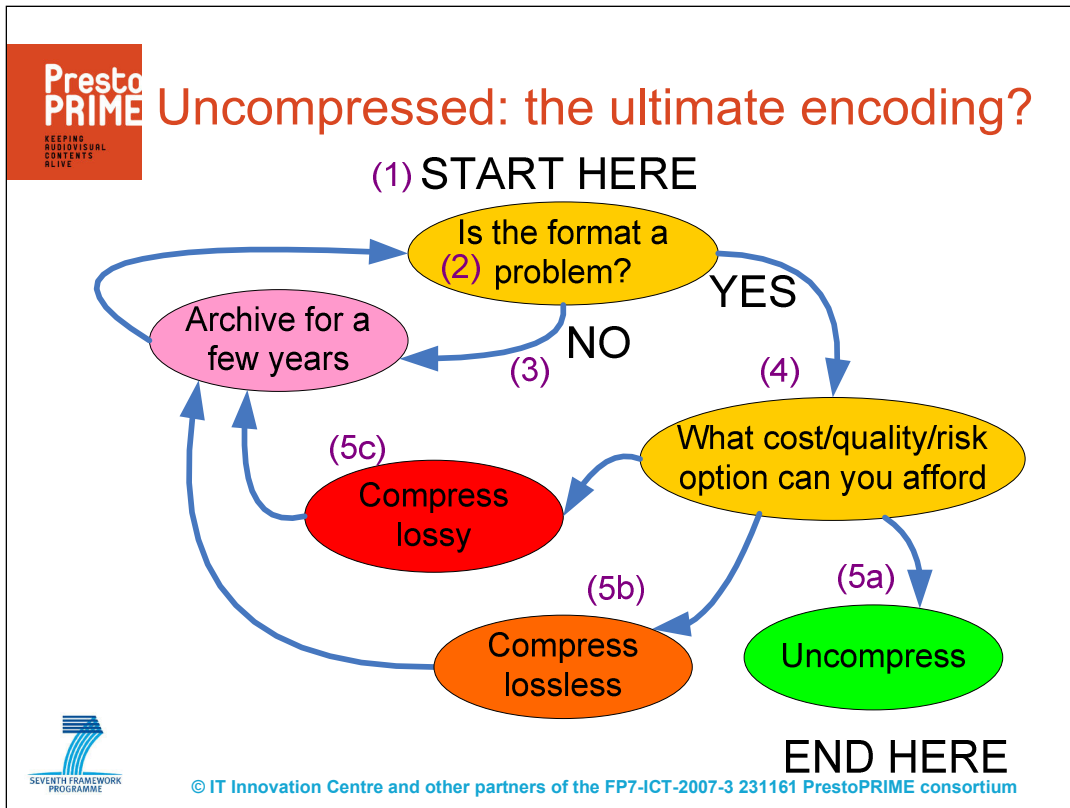 Presto
PRIME
KEEPING
AUDIOVISUAL
CONTENTS
ALIVE
Uncompressed: the ultimate encoding?
(1) START HERE
Is the format a
(2) problem?
YES
NO
(3)
Archive for a
few years
(4)
What cost/quality/risk
option can you afford
(5c)
Compress
lossy
(5b)
Compress
lossless
(5a)
Uncompress
END HERE
7
SEVENTH FRAMEWORK
PROGRAMME
© IT Innovation Centre and other partners of the FP7-ICT-2007-3 231161 PrestoPRIME consortium